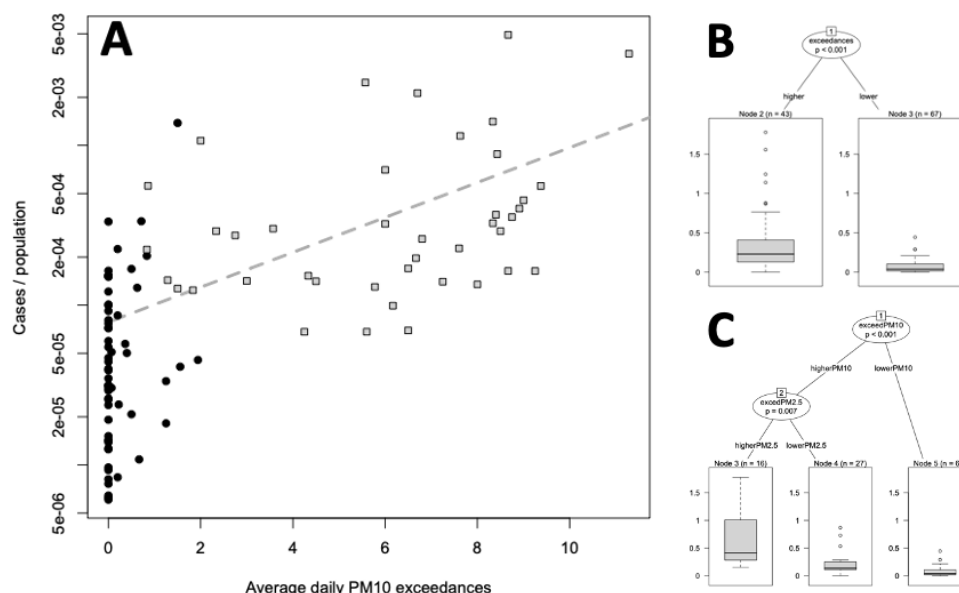 A
5e-03
2e-03
5e-04
2e-04
5e-05
2e-05
5e-06
Cases / population
0 2 4 6 8 10
Average daily PM10 exceedances
B
1
exceedances
p < 0.001
higher
lower
Node 2 (n = 43)
Node 3 (n = 67)
1.5
1
0.5
0
1.5
1
0.5
0
C
1
exceedPM10
p < 0.001
higherPM10
lowerPM10
2
excedPM2.5
p = 0.007
higherPM2.5
lowerPM2.5
Node 3 (n = 16)
Node 4 (n = 27)
Node 5 (n = 6
1.5
1
0.5
0
1.5
1
0.5
0
1.5
1
0.5
0